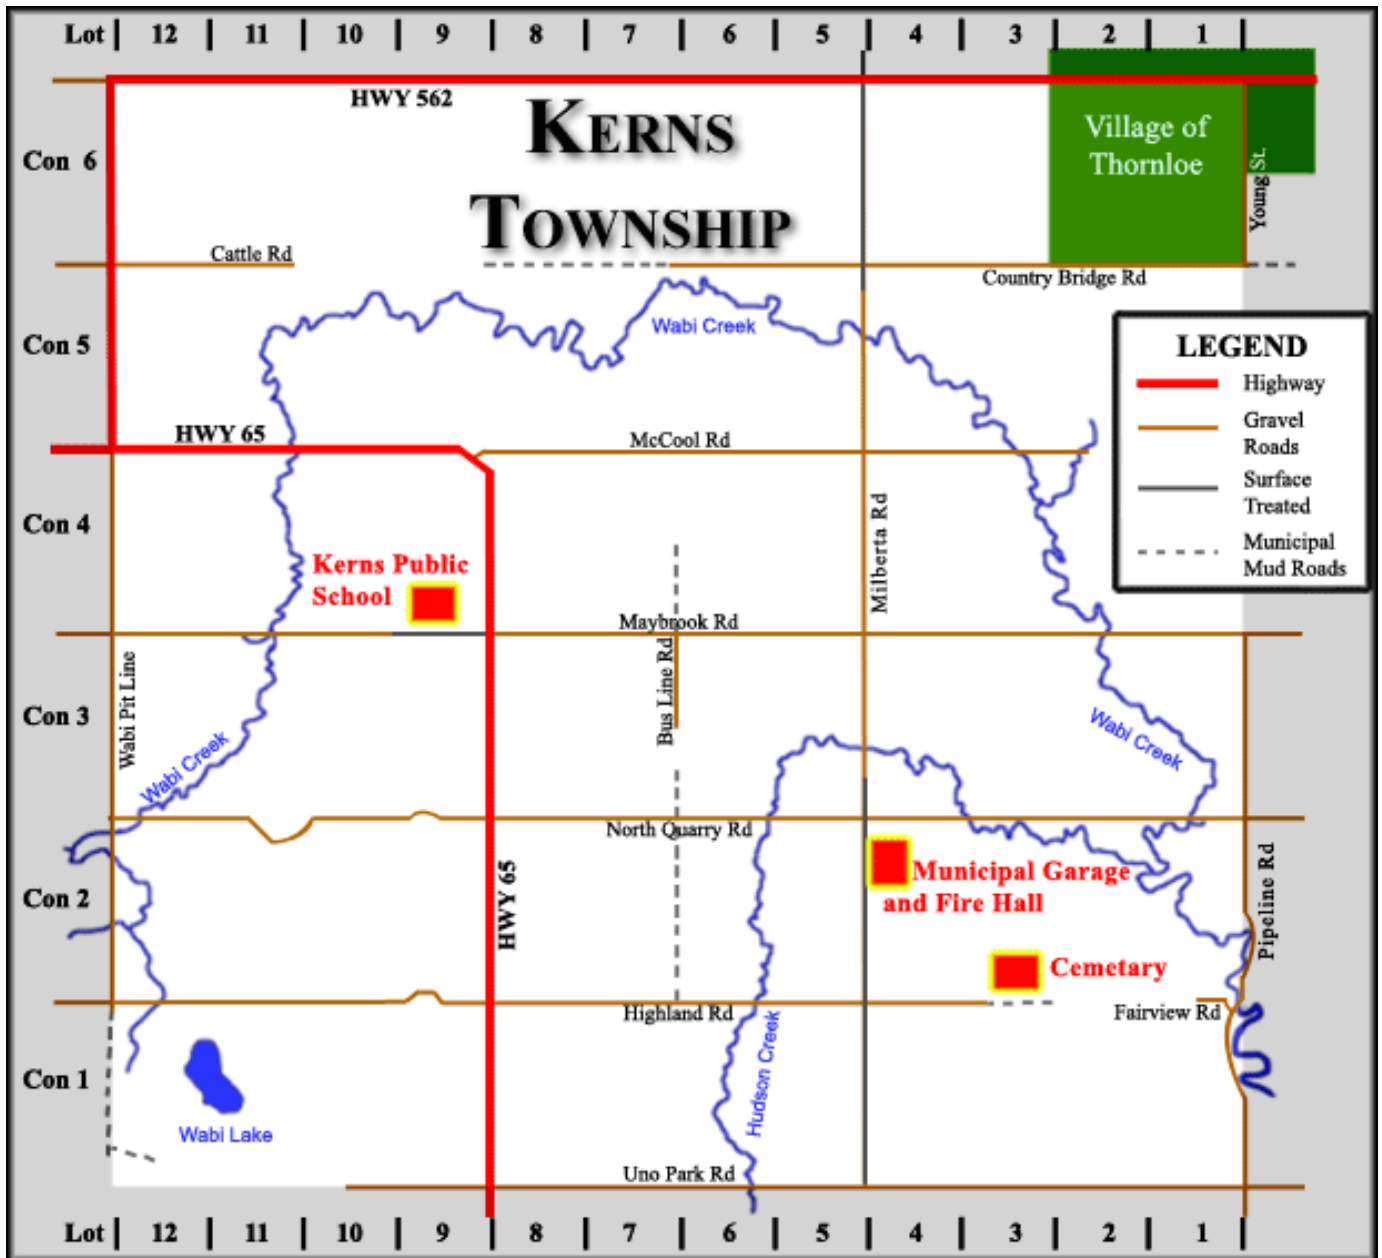 Lot 12 11 10 9 8 7 6 5 4 3 2 1
HWY 562
KERNS
TOWNSHIP
Village of
Thornloe
Young St.
Con 6
Cattle Rd
Country Bridge Rd
Con 5
Wabi Creek
LEGEND
Highway
Gravel
Roads
Surface
Treated
Municipal
Mud Roads
HWY 65
McCool Rd
Con 4
Milberta Rd
Kerns Public
School
Maybrook Rd
Wabi Pit Line
Bus Line Rd
Con 3
Wabi Creek
Wabi Creek
North Quarry Rd
Con 2
HWY 65
Municipal Garage
and Fire Hall
Pipeline Rd
Cemetary
Highland Rd
Fairview Rd
Hudson Creek
Con 1
Wabi Lake
Uno Park Rd
Lot 12 11 10 9 8 7 6 5 4 3 2 1